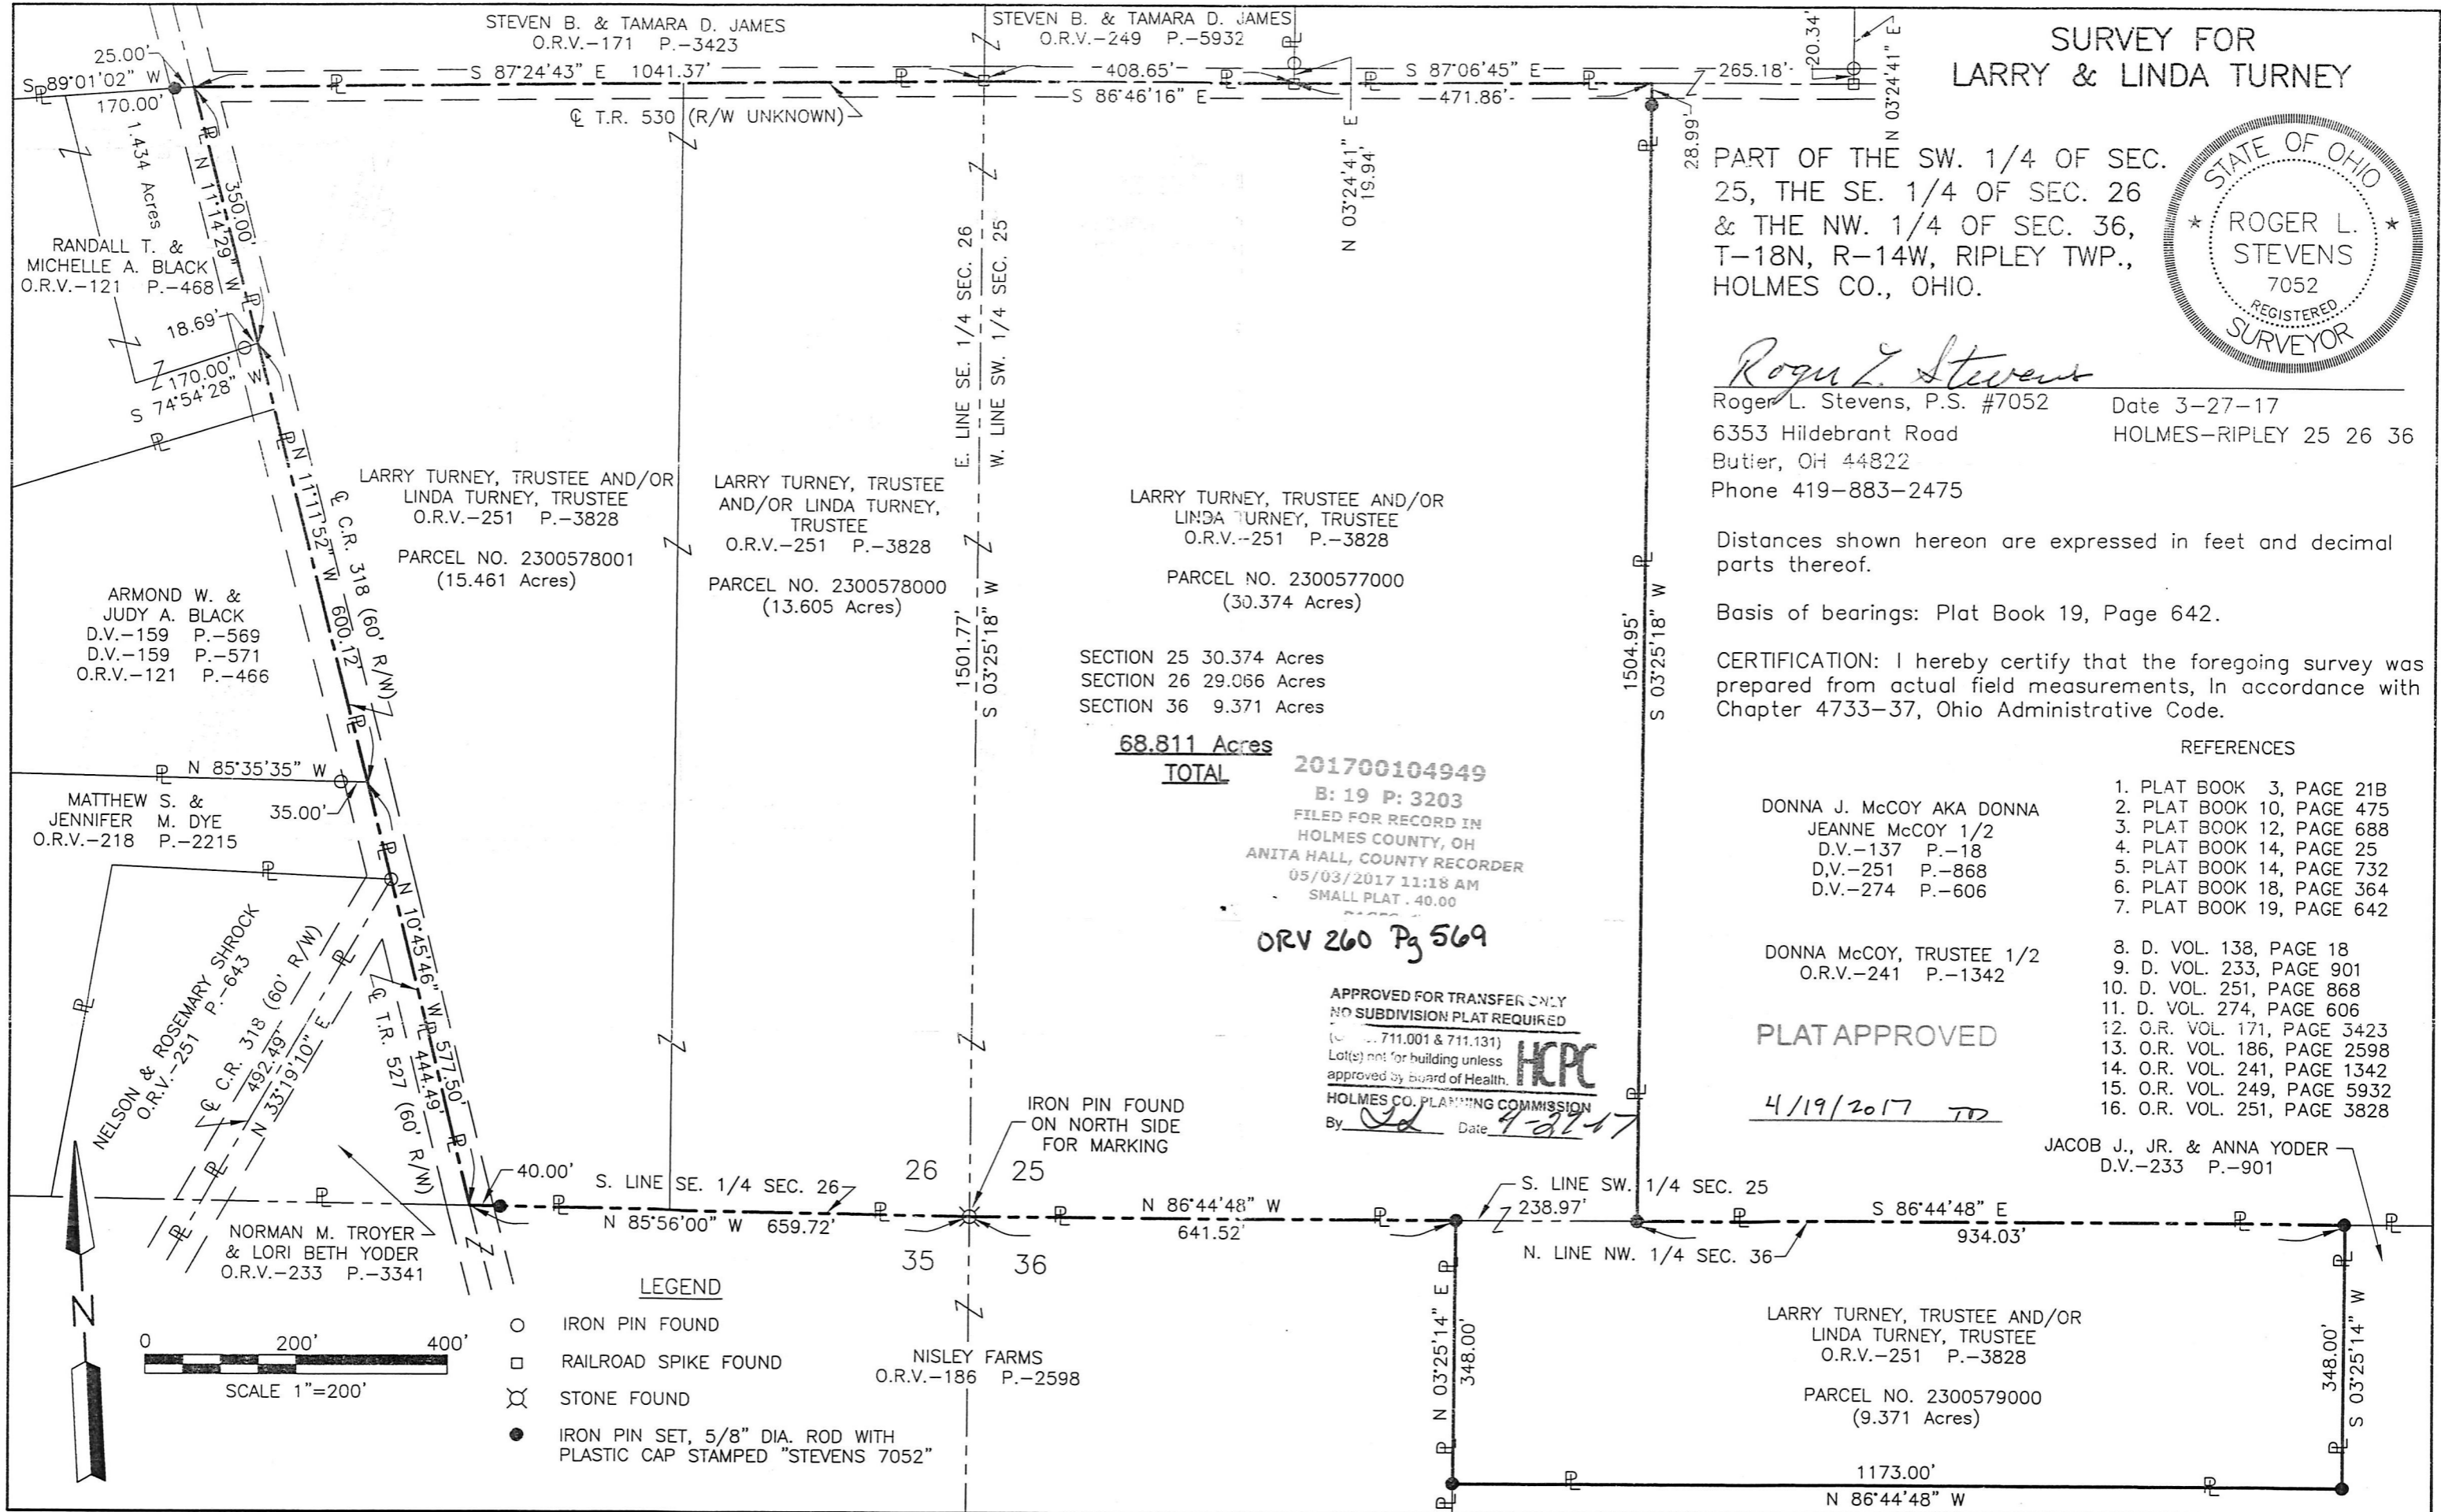 SURVEY FOR
LARRY & LINDA TURNEY
PART OF THE SW. 1/4 OF SEC.
25, THE SE. 1/4 OF SEC. 26
& THE NW. 1/4 OF SEC. 36,
T-18N, R-14W, RIPLEY TWP.,
HOLMES CO., OHIO.
STATE OF OHIO
★ ROGER L. ★
STEVENS
7052
REGISTERED
SURVEYOR
Roger L. Stevens
Roger L. Stevens, P.S. #7052
Date 3-27-17
6353 Hildebrant Road
HOLMES-RIPLEY 25 26 36
Butler, OH 44822
Phone 419-883-2475
Distances shown hereon are expressed in feet and decimal
parts thereof.
Basis of bearings: Plat Book 19, Page 642.
CERTIFICATION: I hereby certify that the foregoing survey was
prepared from actual field measurements, In accordance with
Chapter 4733-37, Ohio Administrative Code.
REFERENCES
1. PLAT BOOK 3, PAGE 21B
2. PLAT BOOK 10, PAGE 475
3. PLAT BOOK 12, PAGE 688
4. PLAT BOOK 14, PAGE 25
5. PLAT BOOK 14, PAGE 732
6. PLAT BOOK 18, PAGE 364
7. PLAT BOOK 19, PAGE 642
8. D. VOL. 138, PAGE 18
9. D. VOL. 233, PAGE 901
10. D. VOL. 251, PAGE 868
11. D. VOL. 274, PAGE 606
12. O.R. VOL. 171, PAGE 3423
13. O.R. VOL. 186, PAGE 2598
14. O.R. VOL. 241, PAGE 1342
15. O.R. VOL. 249, PAGE 5932
16. O.R. VOL. 251, PAGE 3828
DONNA J. McCOY AKA DONNA
JEANNE McCOY 1/2
D.V.-137 P.-18
D,V.-251 P.-868
D.V.-274 P.-606
DONNA McCOY, TRUSTEE 1/2
O.R.V.-241 P.-1342
PLAT APPROVED
4/19/2017
JACOB J., JR. & ANNA YODER
D.V.-233 P.-901
STEVEN B. & TAMARA D. JAMES
O.R.V.-171 P.-3423
STEVEN B. & TAMARA D. JAMES
O.R.V.-249 P.-5932
25.00'
S 89°01'02" W
170.00'
S 87°24'43" E 1041.37'
℄ T.R. 530 (R/W UNKNOWN)
408.65'
S 86°46'16" E
S 87°06'45" E
471.86'
265.18'
20.34'
N 03°24'41" E
28.99'
N 03°24'41" E
19.94'
1.434 Acres
350.00'
N 11°14'29" W
RANDALL T. &
MICHELLE A. BLACK
O.R.V.-121 P.-468
18.69'
170.00'
S 74°54'28" W
N 11°11'52" W 600.12'
℄ C.R. 318 (60' R/W)
ARMOND W. &
JUDY A. BLACK
D.V.-159 P.-569
D.V.-159 P.-571
O.R.V.-121 P.-466
N 85°35'35" W
35.00'
MATTHEW S. &
JENNIFER M. DYE
O.R.V.-218 P.-2215
NELSON & ROSEMARY SHROCK
O.R.V.-251 P.-643
℄ C.R. 318 (60' R/W)
492.49'
N 33°19'10" E
N 10°45'46" W 577.50'
444.49'
℄ T.R. 527 (60' R/W)
40.00'
NORMAN M. TROYER
& LORI BETH YODER
O.R.V.-233 P.-3341
LARRY TURNEY, TRUSTEE AND/OR
LINDA TURNEY, TRUSTEE
O.R.V.-251 P.-3828
PARCEL NO. 2300578001
(15.461 Acres)
LARRY TURNEY, TRUSTEE
AND/OR LINDA TURNEY,
TRUSTEE
O.R.V.-251 P.-3828
PARCEL NO. 2300578000
(13.605 Acres)
E. LINE SE. 1/4 SEC. 26
W. LINE SW. 1/4 SEC. 25
1501.77'
S 03°25'18" W
LARRY TURNEY, TRUSTEE AND/OR
LINDA TURNEY, TRUSTEE
O.R.V.-251 P.-3828
PARCEL NO. 2300577000
(30.374 Acres)
SECTION 25 30.374 Acres
SECTION 26 29.066 Acres
SECTION 36 9.371 Acres
68.811 Acres
TOTAL
1504.95'
S 03°25'18" W
201700104949
B: 19 P: 3203
FILED FOR RECORD IN
HOLMES COUNTY, OH
ANITA HALL, COUNTY RECORDER
05/03/2017 11:18 AM
SMALL PLAT . 40.00
ORV 260 Pg 569
APPROVED FOR TRANSFER ONLY
NO SUBDIVISION PLAT REQUIRED
711.001 & 711.131)
Lot(s) not for building unless
approved by Board of Health.
HCPC
HOLMES CO. PLANNING COMMISSION
By Date 4-27-17
IRON PIN FOUND
ON NORTH SIDE
FOR MARKING
26 25
35 36
S. LINE SE. 1/4 SEC. 26
N 85°56'00" W 659.72'
N 86°44'48" W
641.52'
S. LINE SW. 1/4 SEC. 25
238.97'
N. LINE NW. 1/4 SEC. 36
S 86°44'48" E
934.03'
N 03°25'14" E
348.00'
LARRY TURNEY, TRUSTEE AND/OR
LINDA TURNEY, TRUSTEE
O.R.V.-251 P.-3828
PARCEL NO. 2300579000
(9.371 Acres)
348.00'
S 03°25'14" W
1173.00'
N 86°44'48" W
NISLEY FARMS
O.R.V.-186 P.-2598
N
0 200' 400'
SCALE 1"=200'
LEGEND
IRON PIN FOUND
RAILROAD SPIKE FOUND
STONE FOUND
IRON PIN SET, 5/8" DIA. ROD WITH
PLASTIC CAP STAMPED "STEVENS 7052"